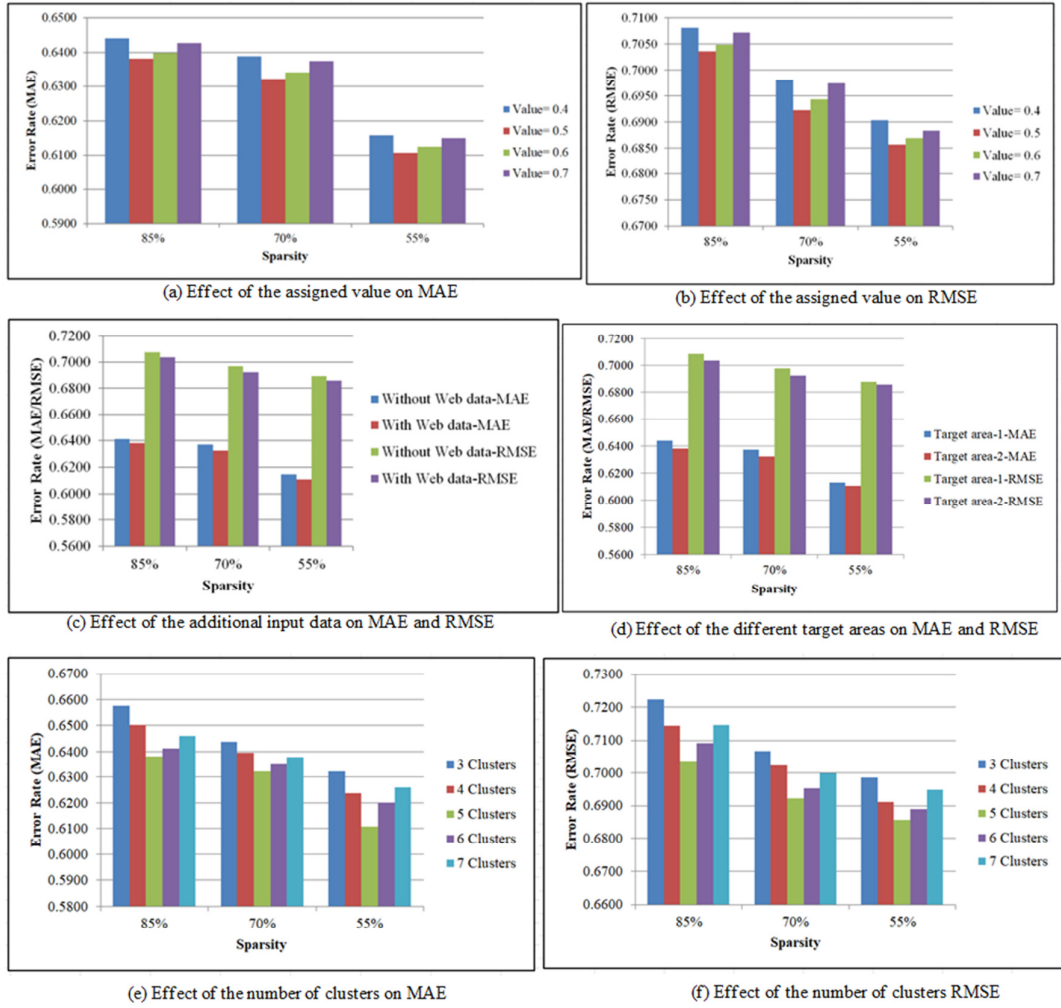 0.6500
0.6400
0.6300
0.6200
0.6100
0.6000
0.5900
Error Rate (MAE)
85%
70%
55%
Sparsity
Value= 0.4
Value= 0.5
Value= 0.6
Value= 0.7
(a) Effect of the assigned value on MAE
0.7100
0.7050
0.7000
0.6950
0.6900
0.6850
0.6800
0.6750
0.6700
Error Rate (RMSE)
85%
70%
55%
Sparsity
Value= 0.4
Value= 0.5
Value= 0.6
Value= 0.7
(b) Effect of the assigned value on RMSE
0.7200
0.7000
0.6800
0.6600
0.6400
0.6200
0.6000
0.5800
0.5600
Error Rate (MAE/RMSE)
85%
70%
55%
Sparsity
Without Web data-MAE
With Web data-MAE
Without Web data-RMSE
With Web data-RMSE
(c) Effect of the additional input data on MAE and RMSE
0.7200
0.7000
0.6800
0.6600
0.6400
0.6200
0.6000
0.5800
0.5600
Error Rate (MAE/RMSE)
85%
70%
55%
Sparsity
Target area-1-MAE
Target area-2-MAE
Target area-1-RMSE
Target area-2-RMSE
(d) Effect of the different target areas on MAE and RMSE
0.6700
0.6600
0.6500
0.6400
0.6300
0.6200
0.6100
0.6000
0.5900
0.5800
Error Rate (MAE)
85%
70%
55%
Sparsity
3 Clusters
4 Clusters
5 Clusters
6 Clusters
7 Clusters
(e) Effect of the number of clusters on MAE
0.7300
0.7200
0.7100
0.7000
0.6900
0.6800
0.6700
0.6600
Error Rate (RMSE)
85%
70%
55%
Sparsity
3 Clusters
4 Clusters
5 Clusters
6 Clusters
7 Clusters
(f) Effect of the number of clusters RMSE